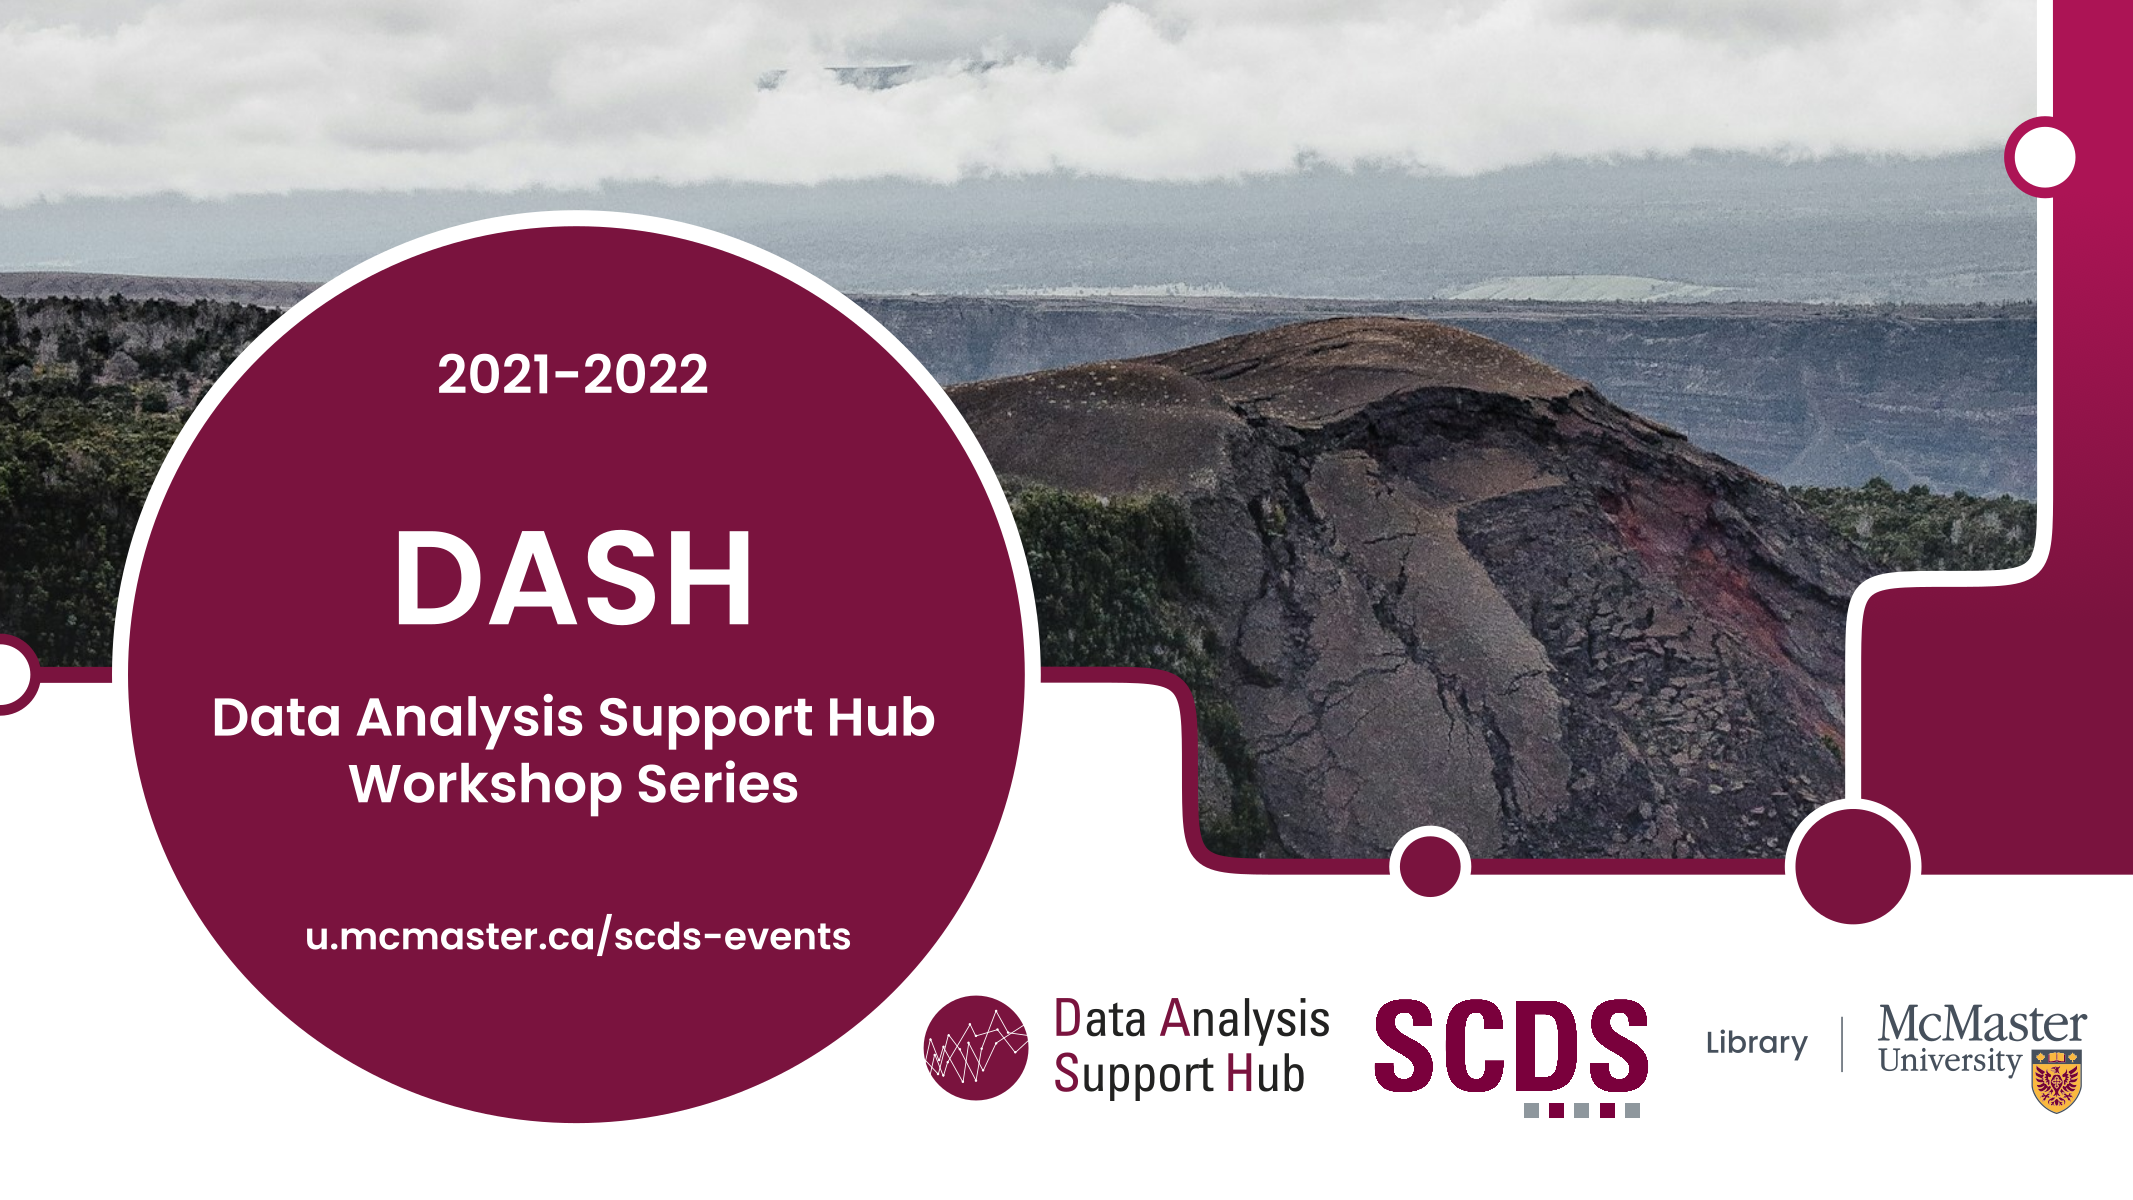 2021-2022
DASH
Data Analysis Support Hub
Workshop Series
u.mcmaster.ca/scds-events
Data Analysis
Support Hub
SCDS
Library
McMaster
University